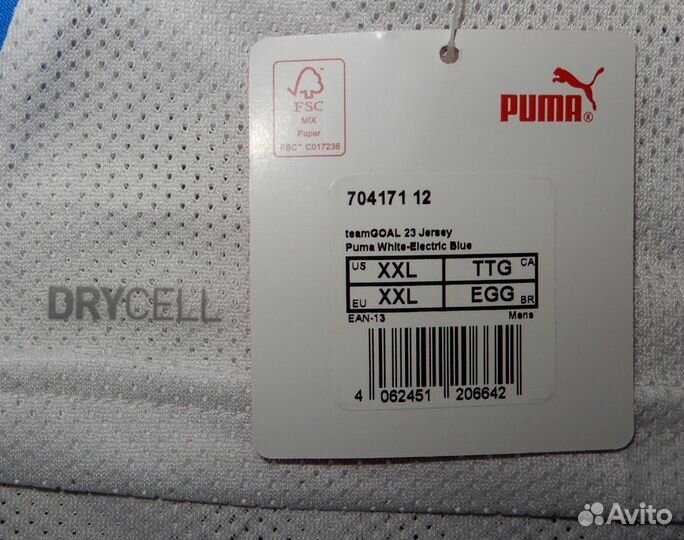 FSC
MIX
Paper
FSC™ C017236
PUMA®
704171 12
teamGOAL 23 Jersey
Puma White-Electric Blue
US XXL TTG CA
EU XXL EGG BR
EAN-13 Mens
4 062451 206642
DRYCELL
Avito